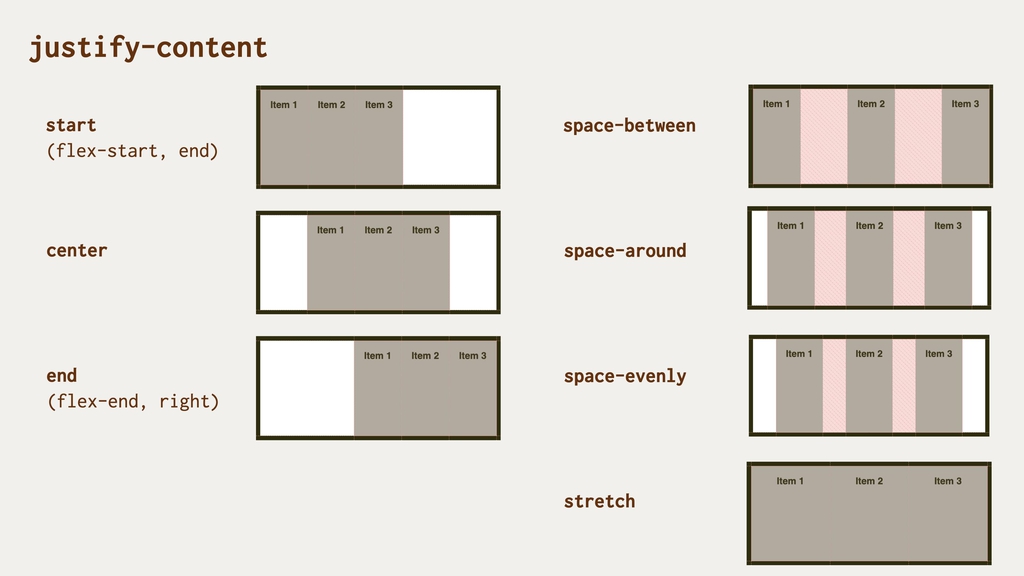 justify-content
start
(flex-start, end)
Item 1 Item 2 Item 3
center
Item 1 Item 2 Item 3
end
(flex-end, right)
Item 1 Item 2 Item 3
space-between
Item 1 Item 2 Item 3
space-around
Item 1 Item 2 Item 3
space-evenly
Item 1 Item 2 Item 3
stretch
Item 1 Item 2 Item 3